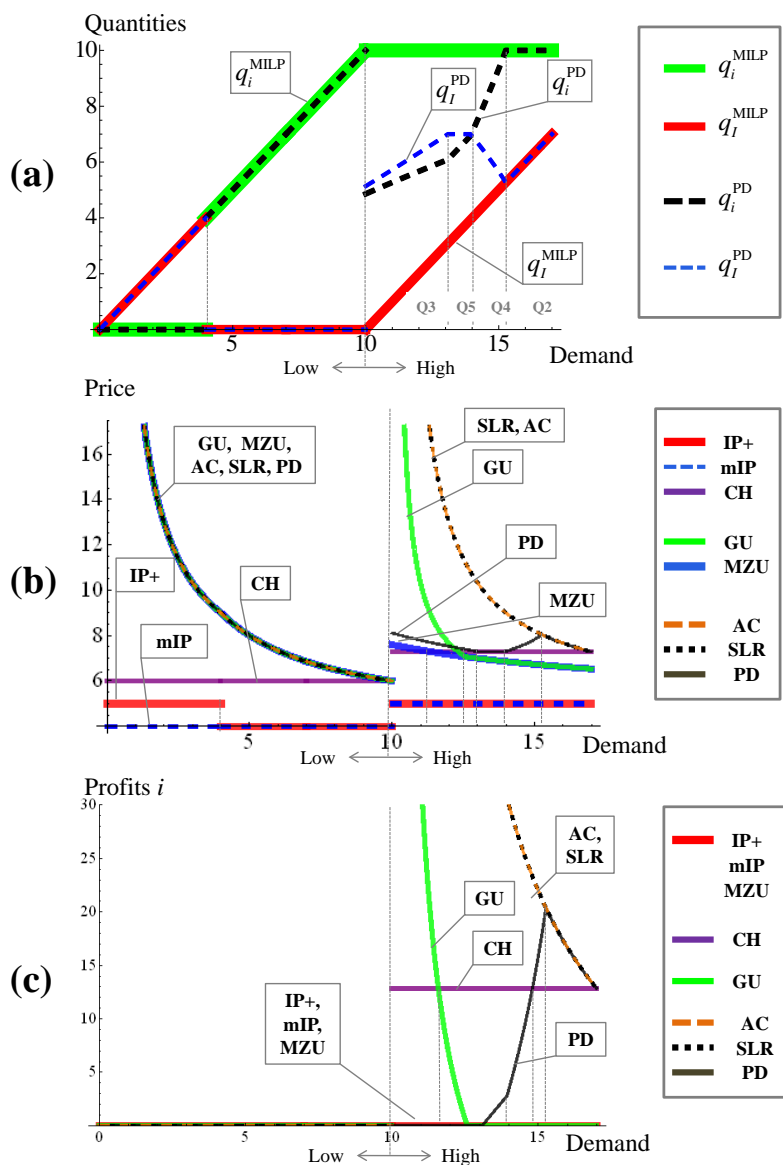 (a)
Quantities
10
8
6
4
2
q_i^MILP
q_I^PD
q_i^PD
q_I^MILP
Q3 Q5 Q4 Q2
5 10 15
Demand
Low High
q_i^MILP
q_I^MILP
q_i^PD
q_I^PD
(b)
Price
16
14
12
10
8
6
GU, MZU,
AC, SLR, PD
IP+
mIP
CH
SLR, AC
GU
PD
MZU
5 10 15
Demand
Low High
IP+
mIP
CH
GU
MZU
AC
SLR
PD
(c)
Profits i
30
25
20
15
10
5
AC,
SLR
GU
CH
IP+,
mIP,
MZU
PD
0 5 10 15
Demand
Low High
IP+
mIP
MZU
CH
GU
AC
SLR
PD